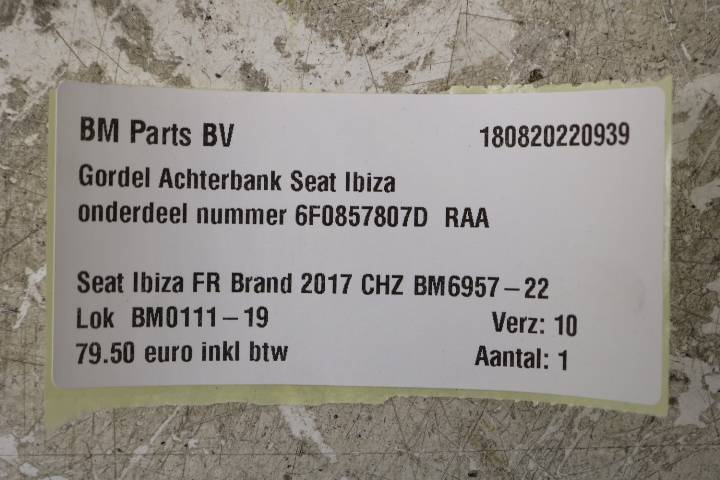 BM Parts BV 180820220939
Gordel Achterbank Seat Ibiza
onderdeel nummer 6F0857807D RAA
Seat Ibiza FR Brand 2017 CHZ BM6957-22
Lok BM0111-19 Verz: 10
79.50 euro inkl btw Aantal: 1